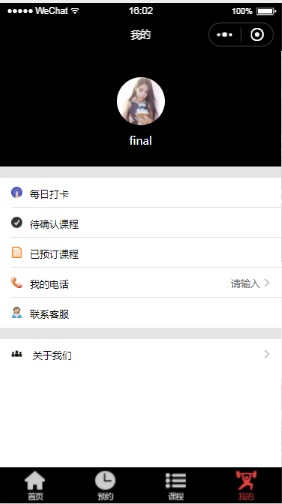 WeChat 16:02 100%
我的
final
每日打卡
待确认课程
已预订课程
我的电话 请输入
联系客服
关于我们
首页 预约 课程 我的